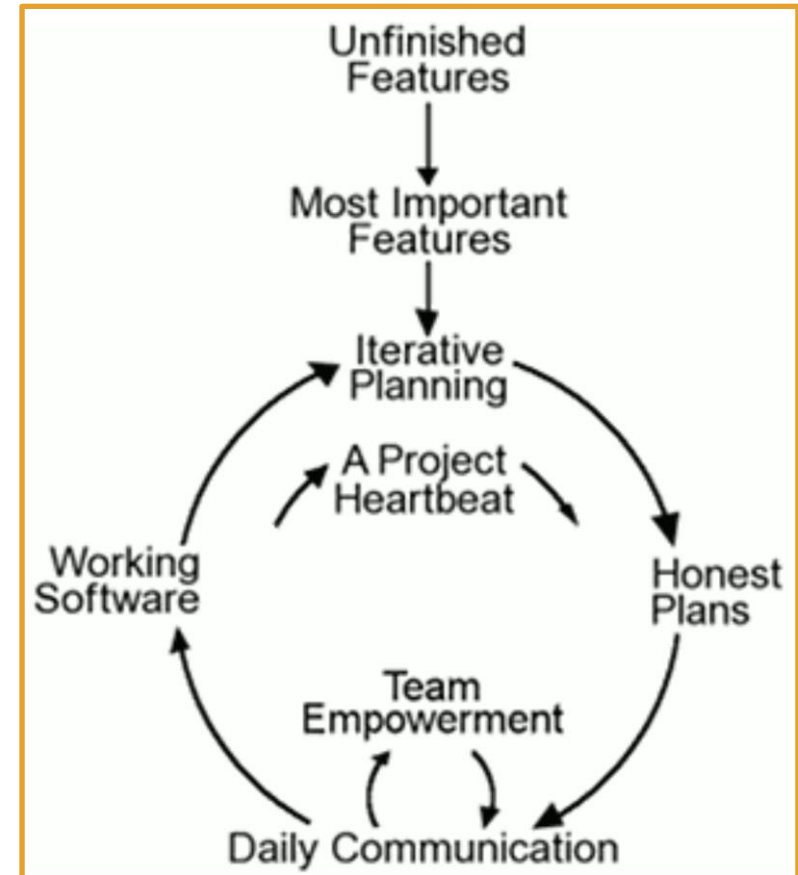 Unfinished
Features
Most Important
Features
Iterative
Planning
A Project
Heartbeat
Working
Software
Honest
Plans
Team
Empowerment
Daily Communication